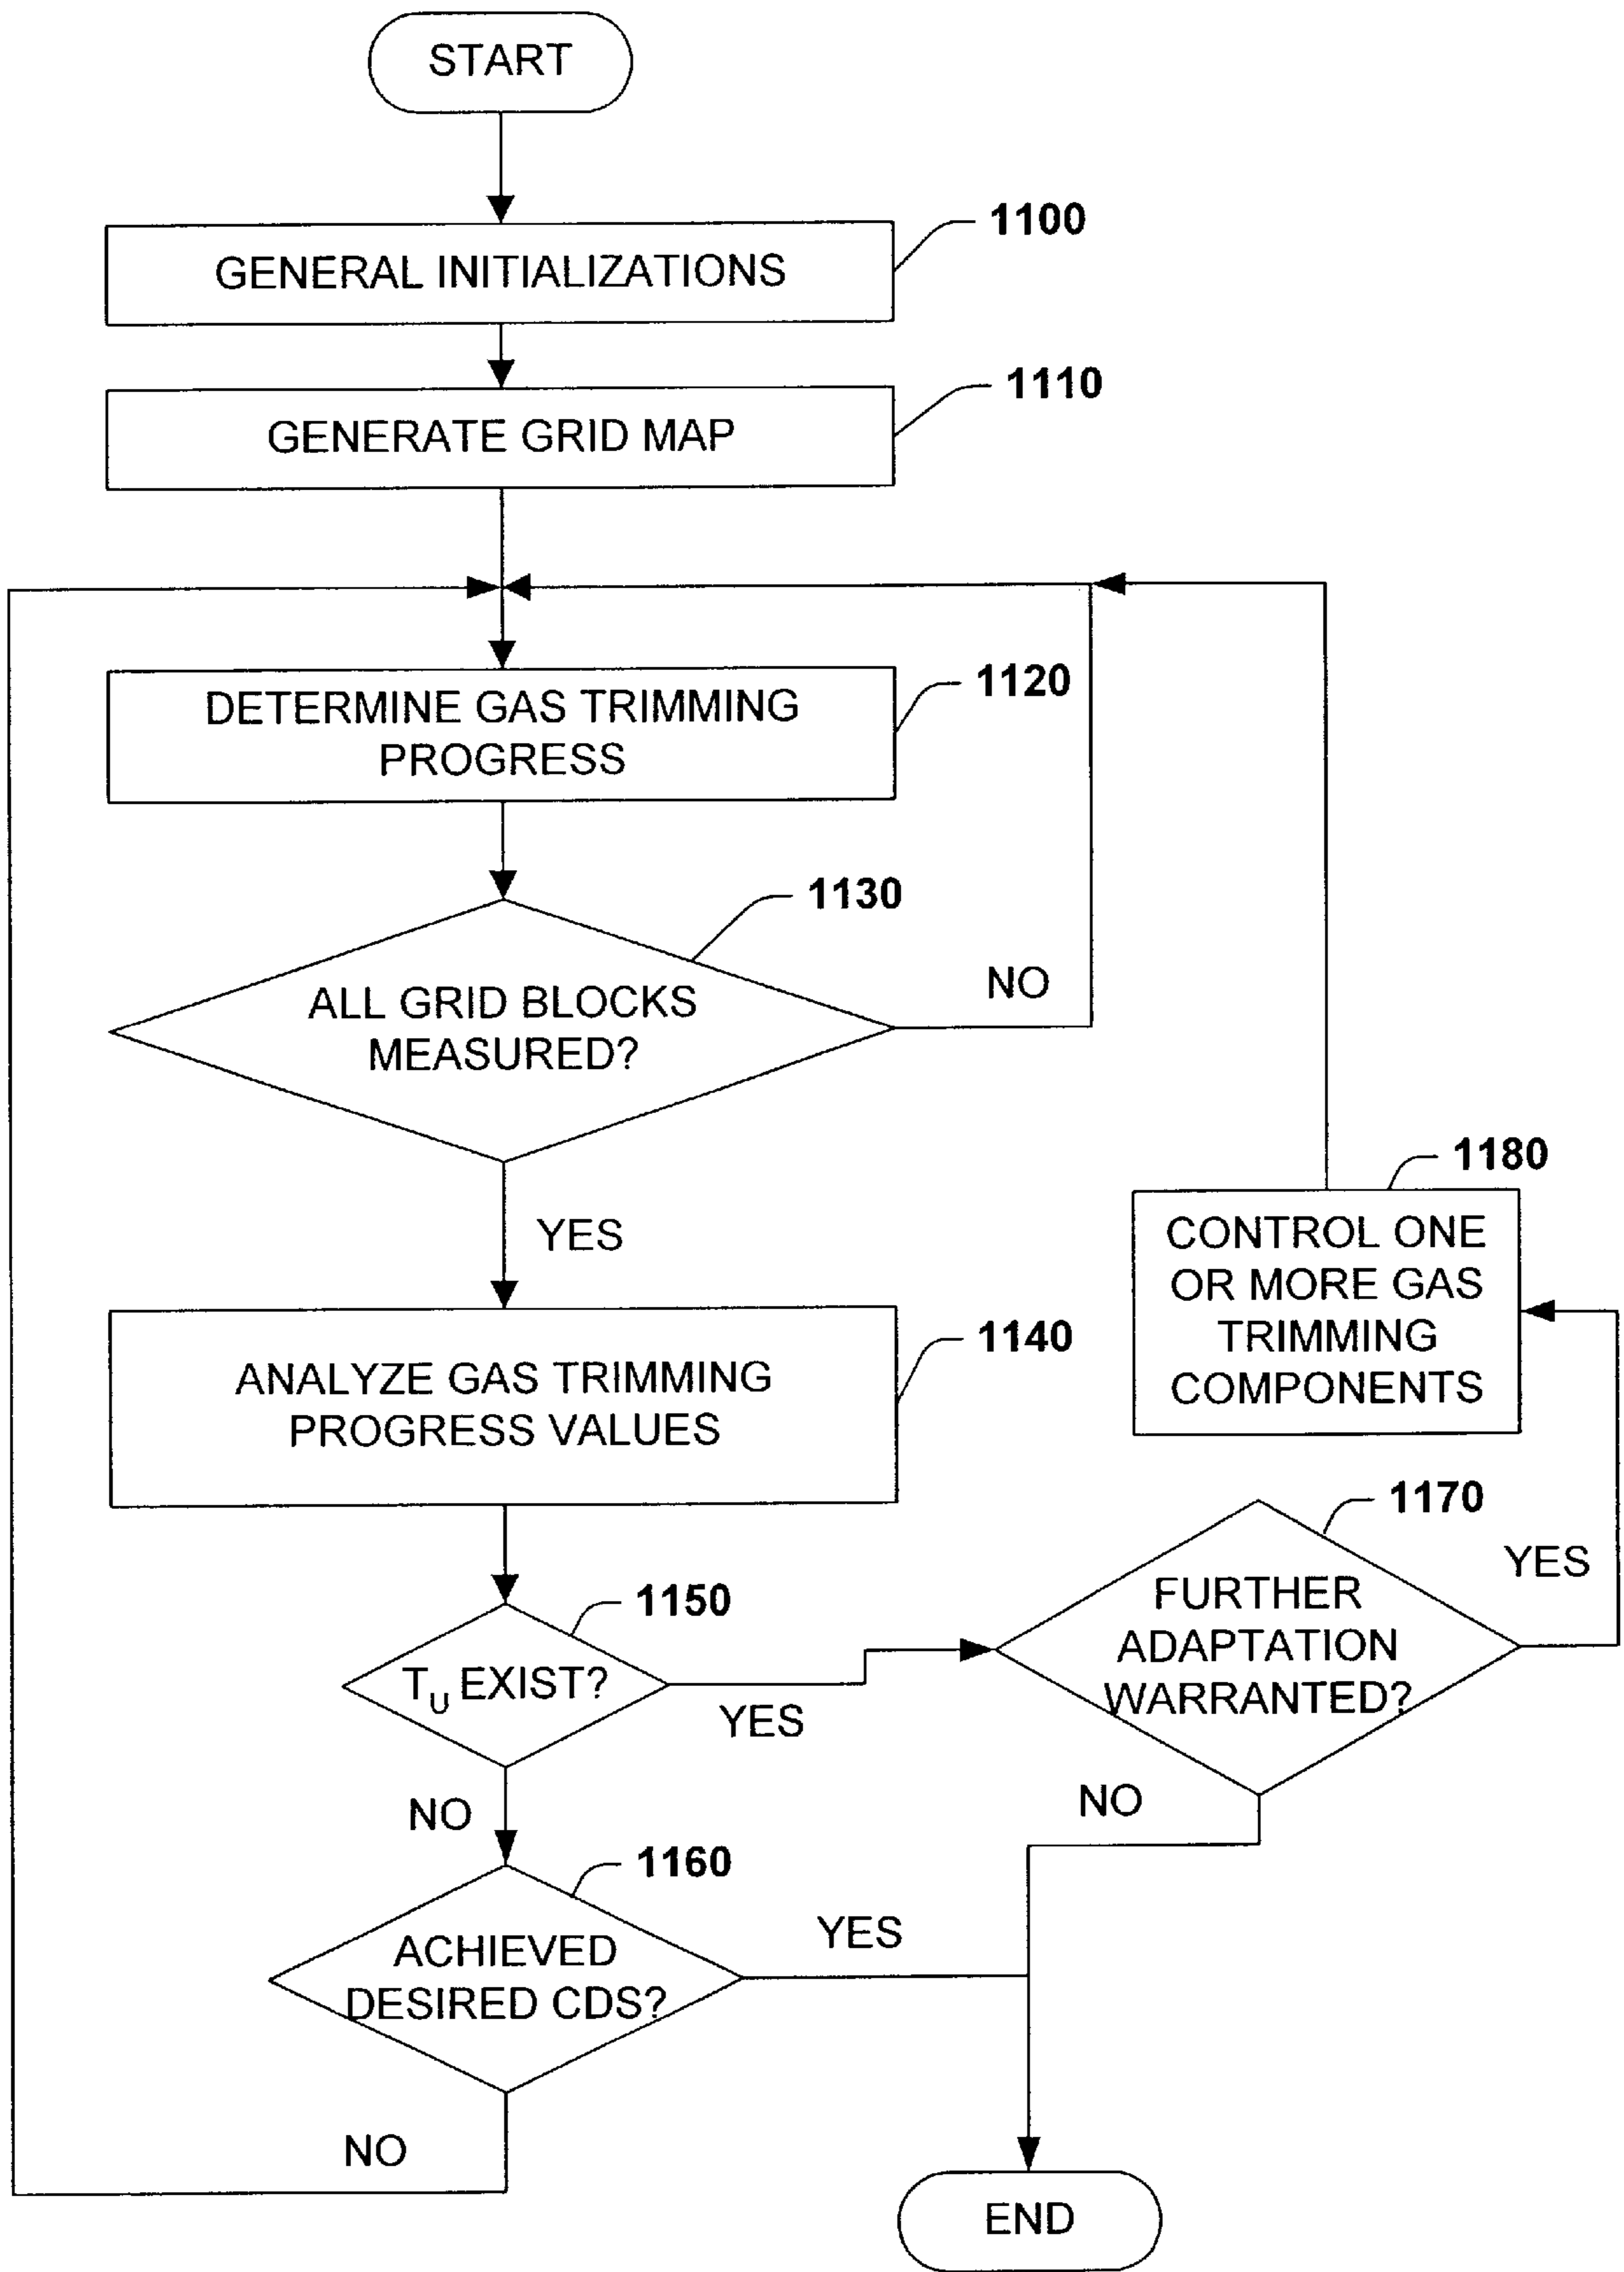 START
1100
GENERAL INITIALIZATIONS
1110
GENERATE GRID MAP
1120
DETERMINE GAS TRIMMING
PROGRESS
1130
ALL GRID BLOCKS
MEASURED?
NO
YES
1180
CONTROL ONE
OR MORE GAS
TRIMMING
COMPONENTS
1140
ANALYZE GAS TRIMMING
PROGRESS VALUES
1150
TU EXIST?
YES
1170
FURTHER
ADAPTATION
WARRANTED?
YES
NO
NO
1160
ACHIEVED
DESIRED CDS?
YES
NO
END